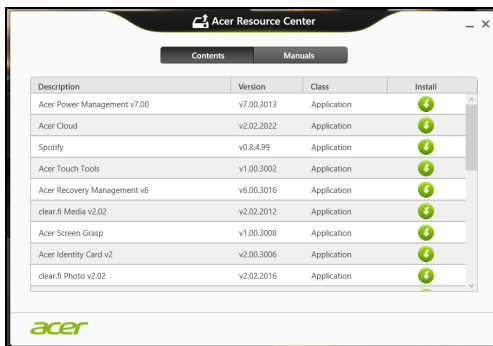 Acer Resource Center
Contents Manuals
Description Version Class Install
Acer Power Management v7.00 v7.00.3013 Application
Acer Cloud v2.02.2022 Application
Spotify v0.8.4.99 Application
Acer Touch Tools v1.00.3002 Application
Acer Recovery Management v6 v6.00.3016 Application
clear.fi Media v2.02 v2.02.2012 Application
Acer Screen Grasp v1.00.3008 Application
Acer Identity Card v2 v2.00.3006 Application
clear.fi Photo v2.02 v2.02.2016 Application
acer